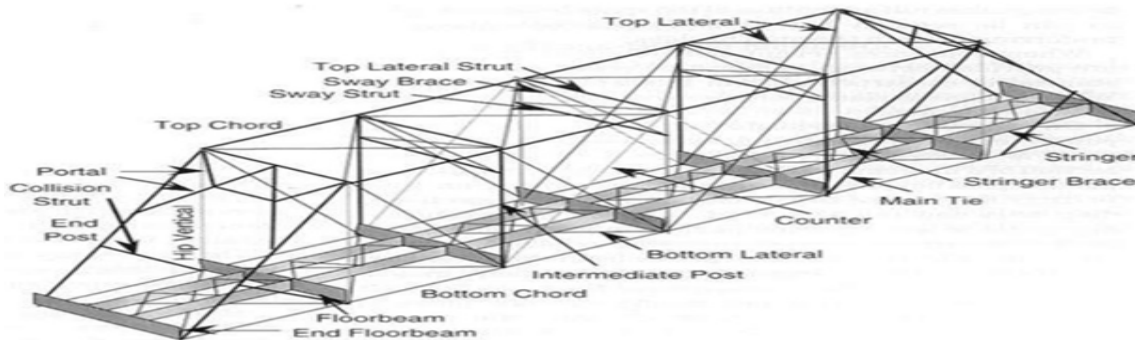 Top Lateral
Top Lateral Strut
Sway Brace
Sway Strut
Top Chord
Portal
Collision
Strut
End
Post
Hip Vertical
Stringer
Stringer Brace
Main Tie
Counter
Bottom Lateral
Intermediate Post
Bottom Chord
Floorbeam
End Floorbeam